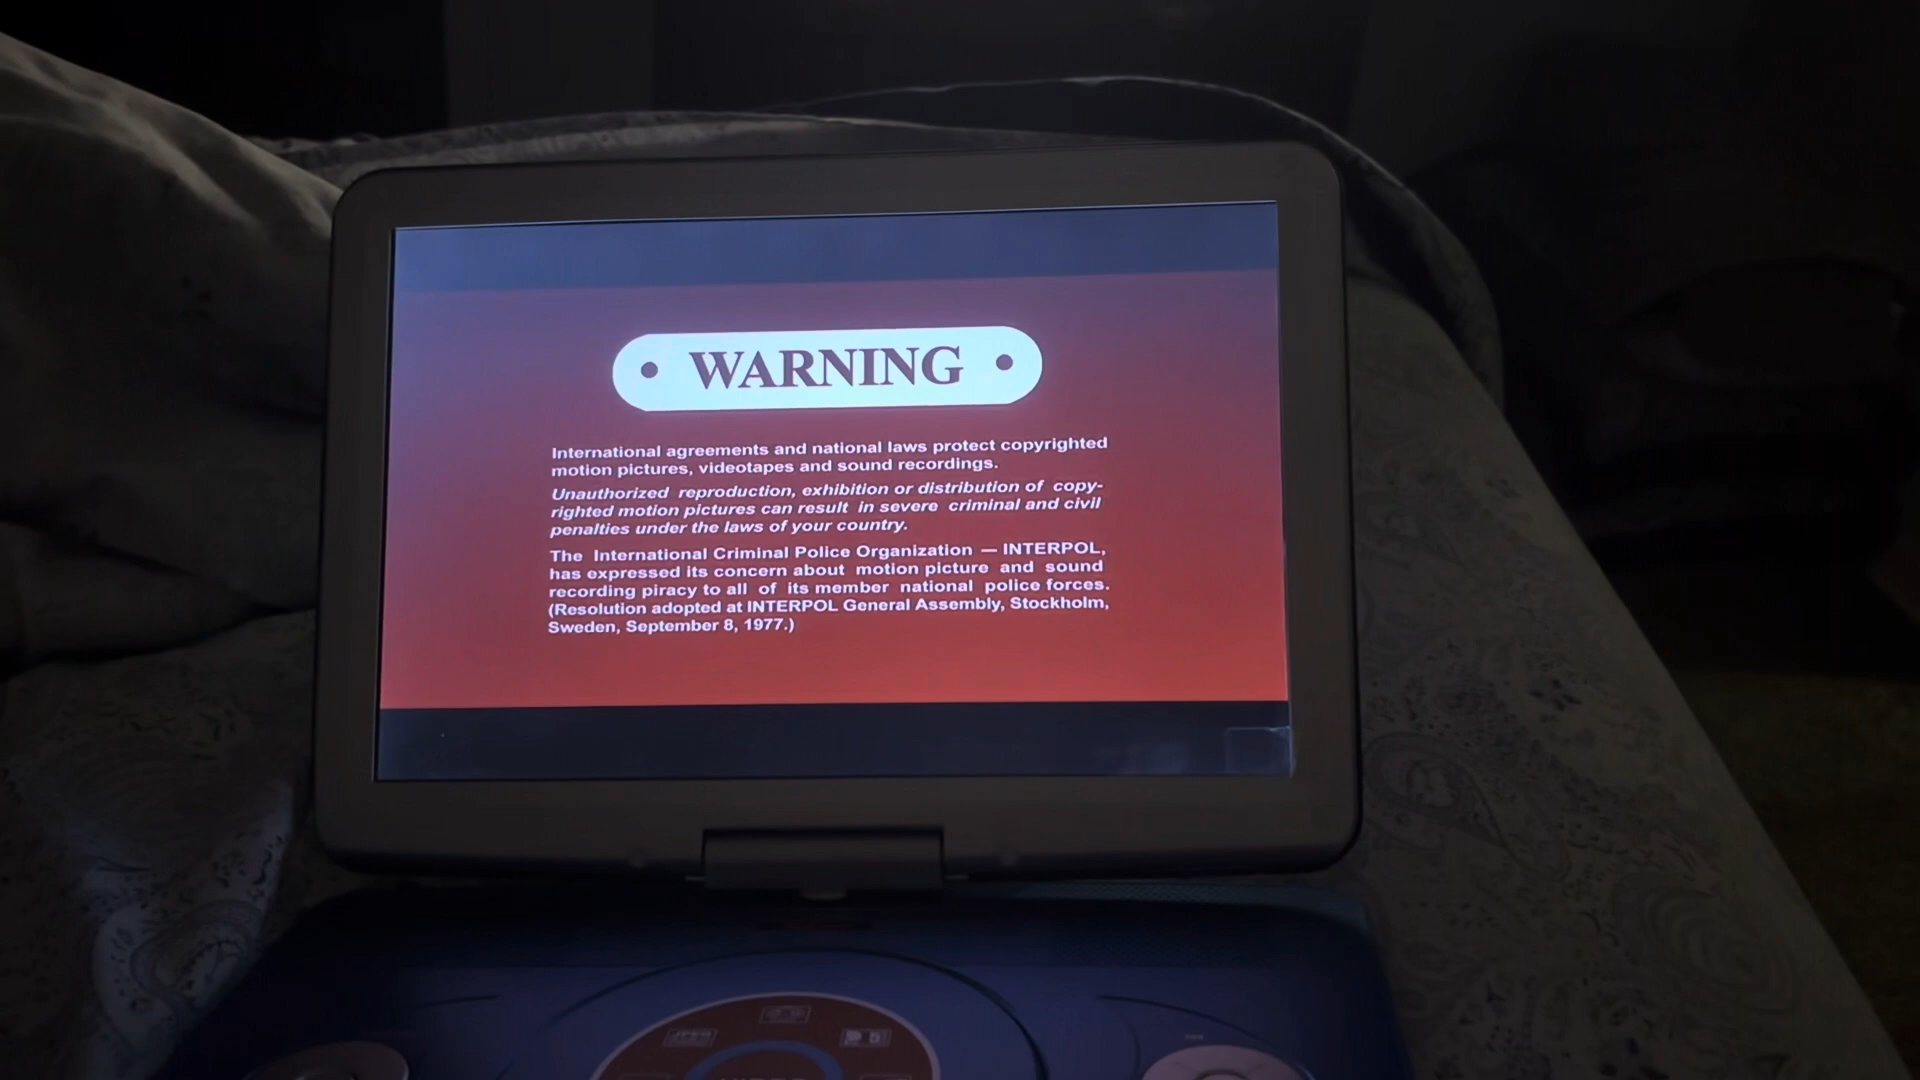 WARNING
International agreements and national laws protect copyrighted
motion pictures, videotapes and sound recordings.
Unauthorized reproduction, exhibition or distribution of copy-
righted motion pictures can result in severe criminal and civil
penalties under the laws of your country.
The International Criminal Police Organization — INTERPOL,
has expressed its concern about motion picture and sound
recording piracy to all of its member national police forces.
(Resolution adopted at INTERPOL General Assembly, Stockholm,
Sweden, September 8, 1977.)
JPEG